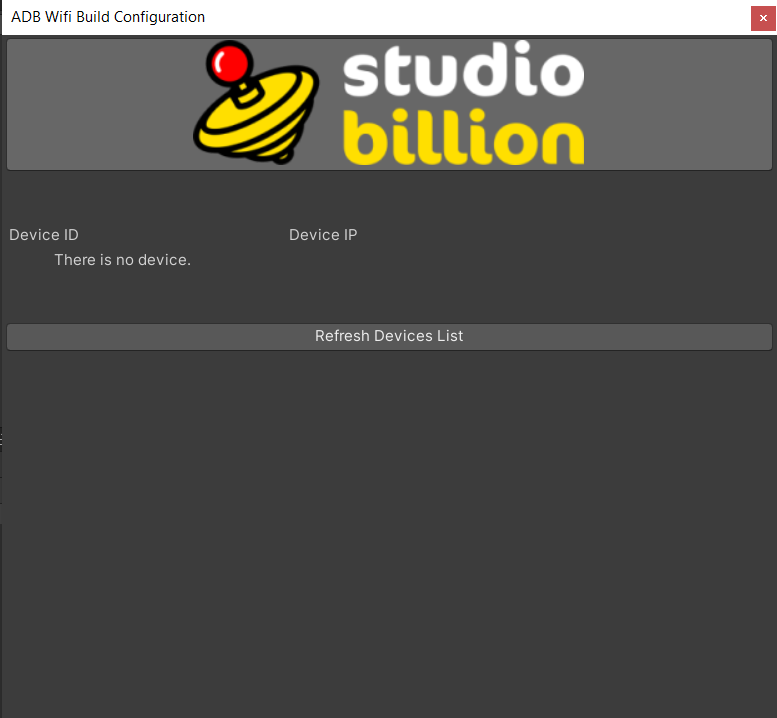 ADB Wifi Build Configuration
studio
billion
Device ID Device IP
There is no device.
Refresh Devices List